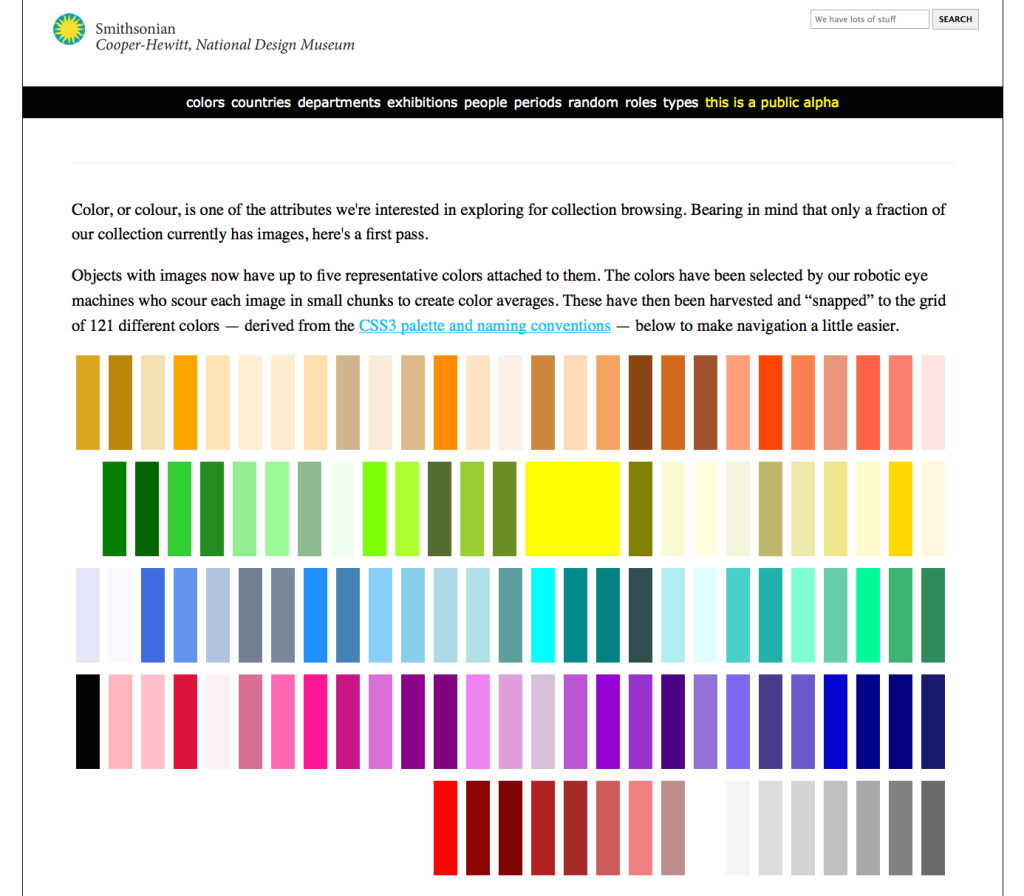 Smithsonian
Cooper-Hewitt, National Design Museum
We have lots of stuff
SEARCH
colors countries departments exhibitions people periods random roles types this is a public alpha
Color, or colour, is one of the attributes we're interested in exploring for collection browsing. Bearing in mind that only a fraction of
our collection currently has images, here's a first pass.
Objects with images now have up to five representative colors attached to them. The colors have been selected by our robotic eye
machines who scour each image in small chunks to create color averages. These have then been harvested and “snapped” to the grid
of 121 different colors — derived from the CSS3 palette and naming conventions — below to make navigation a little easier.